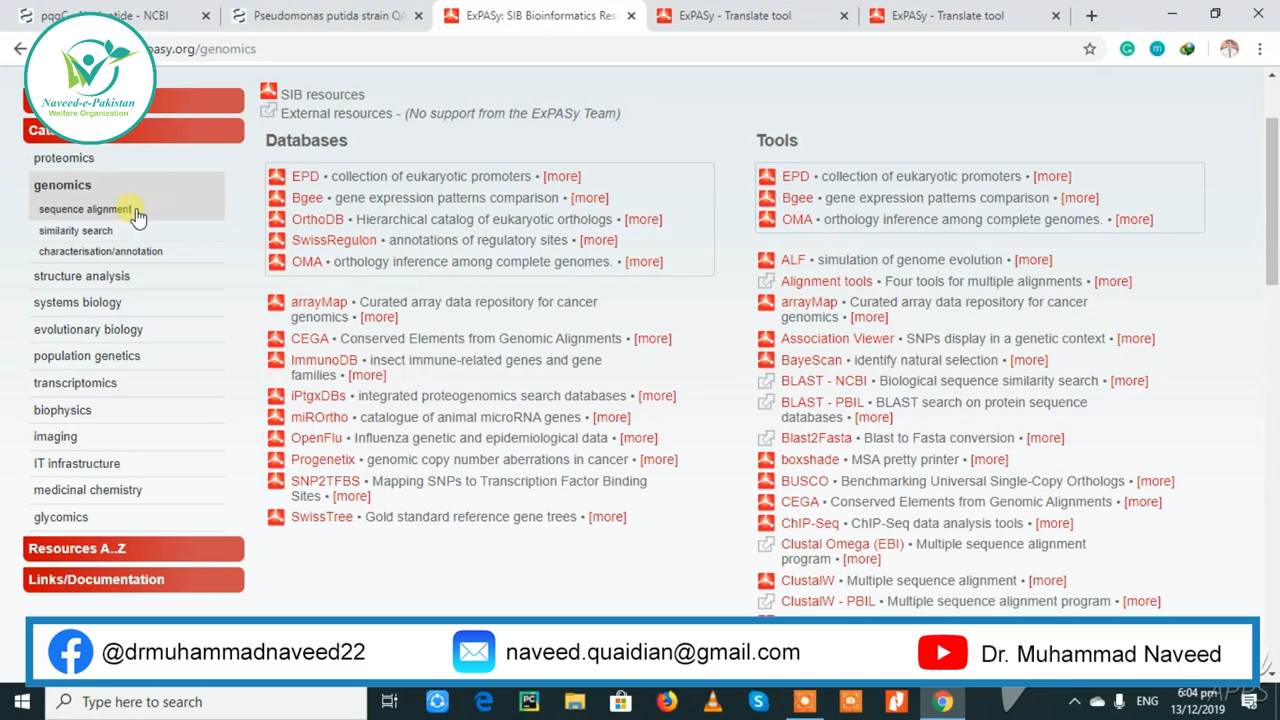 pqqC - Nucleotide - NCBI
Pseudomonas putida strain QA
ExPASy: SIB Bioinformatics Res
ExPASy - Translate tool
ExPASy - Translate tool
pasy.org/genomics
Naveed-e-Pakistan
Welfare Organization
Cat
SIB resources
External resources - (No support from the ExPASy Team)
proteomics
genomics
sequence alignment
similarity search
characterisation/annotation
structure analysis
systems biology
evolutionary biology
population genetics
transcriptomics
biophysics
imaging
IT infrastructure
medicinal chemistry
glycomics
Resources A..Z
Links/Documentation
Databases
EPD • collection of eukaryotic promoters • [more]
Bgee • gene expression patterns comparison • [more]
OrthoDB • Hierarchical catalog of eukaryotic orthologs • [more]
SwissRegulon • annotations of regulatory sites • [more]
OMA • orthology inference among complete genomes. • [more]
arrayMap • Curated array data repository for cancer
genomics • [more]
CEGA • Conserved Elements from Genomic Alignments • [more]
ImmunoDB • insect immune-related genes and gene
families • [more]
iPtgxDBs • integrated proteogenomics search databases • [more]
miROrtho • catalogue of animal microRNA genes • [more]
OpenFlu • Influenza genetic and epidemiological data • [more]
Progenetix • genomic copy number aberrations in cancer • [more]
SNP2TFBS • Mapping SNPs to Transcription Factor Binding
Sites • [more]
SwissTree • Gold standard reference gene trees • [more]
Tools
EPD • collection of eukaryotic promoters • [more]
Bgee • gene expression patterns comparison • [more]
OMA • orthology inference among complete genomes. • [more]
ALF • simulation of genome evolution • [more]
Alignment tools • Four tools for multiple alignments • [more]
arrayMap • Curated array data repository for cancer
genomics • [more]
Association Viewer • SNPs display in a genetic context • [more]
BayeScan • identify natural selection • [more]
BLAST - NCBI • Biological sequence similarity search • [more]
BLAST - PBIL • BLAST search on protein sequence
databases • [more]
Blast2Fasta • Blast to Fasta conversion • [more]
boxshade • MSA pretty printer • [more]
BUSCO • Benchmarking Universal Single-Copy Orthologs • [more]
CEGA • Conserved Elements from Genomic Alignments • [more]
ChIP-Seq • ChIP-Seq data analysis tools • [more]
Clustal Omega (EBI) • Multiple sequence alignment
program • [more]
ClustalW • Multiple sequence alignment • [more]
ClustalW - PBIL • Multiple sequence alignment program • [more]
@drmuhammadnaveed22
naveed.quaidian@gmail.com
Dr. Muhammad Naveed
Type here to search
ENG
6:04 pm
13/12/2019
APPS